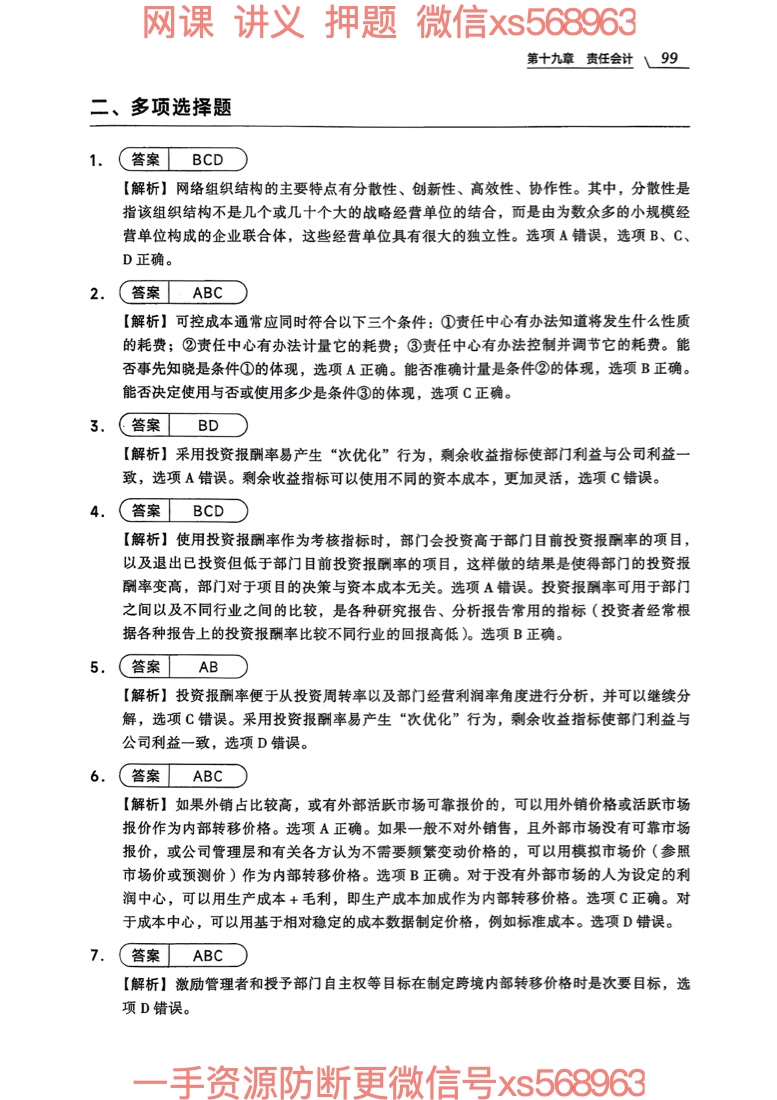 网课 讲义 押题 微信xs568963
第十九章 责任会计 99
二、多项选择题
1. 答案 BCD
【解析】网络组织结构的主要特点有分散性、创新性、高效性、协作性。其中，分散性是
指该组织结构不是几个或几十个大的战略经营单位的结合，而是由为数众多的小规模经
营单位构成的企业联合体，这些经营单位具有很大的独立性。选项 A 错误，选项 B、C、
D 正确。
2. 答案 ABC
【解析】可控成本通常应同时符合以下三个条件：①责任中心有办法知道将发生什么性质
的耗费；②责任中心有办法计量它的耗费；③责任中心有办法控制并调节它的耗费。能
否事先知晓是条件①的体现，选项 A 正确。能否准确计量是条件②的体现，选项 B 正确。
能否决定使用与否或使用多少是条件③的体现，选项 C 正确。
3. 答案 BD
【解析】采用投资报酬率易产生“次优化”行为，剩余收益指标使部门利益与公司利益一
致，选项 A 错误。剩余收益指标可以使用不同的资本成本，更加灵活，选项 C 错误。
4. 答案 BCD
【解析】使用投资报酬率作为考核指标时，部门会投资高于部门目前投资报酬率的项目，
以及退出已投资但低于部门目前投资报酬率的项目，这样做的结果是使得部门的投资报
酬率变高，部门对于项目的决策与资本成本无关。选项 A 错误。投资报酬率可用于部门
之间以及不同行业之间的比较，是各种研究报告、分析报告常用的指标（投资者经常根
据各种报告上的投资报酬率比较不同行业的回报高低）。选项 B 正确。
5. 答案 AB
【解析】投资报酬率便于从投资周转率以及部门经营利润率角度进行分析，并可以继续分
解，选项 C 错误。采用投资报酬率易产生“次优化”行为，剩余收益指标使部门利益与
公司利益一致，选项 D 错误。
6. 答案 ABC
【解析】如果外销占比较高，或有外部活跃市场可靠报价的，可以用外销价格或活跃市场
报价作为内部转移价格。选项 A 正确。如果一般不对外销售，且外部市场没有可靠市场
报价，或公司管理层和有关各方认为不需要频繁变动价格的，可以用模拟市场价（参照
市场价或预测价）作为内部转移价格。选项 B 正确。对于没有外部市场的人为设定的利
润中心，可以用生产成本 + 毛利，即生产成本加成作为内部转移价格。选项 C 正确。对
于成本中心，可以用基于相对稳定的成本数据制定价格，例如标准成本。选项 D 错误。
7. 答案 ABC
【解析】激励管理者和授予部门自主权等目标在制定跨境内部转移价格时是次要目标，选
项 D 错误。
一手资源防断更微信号xs568963